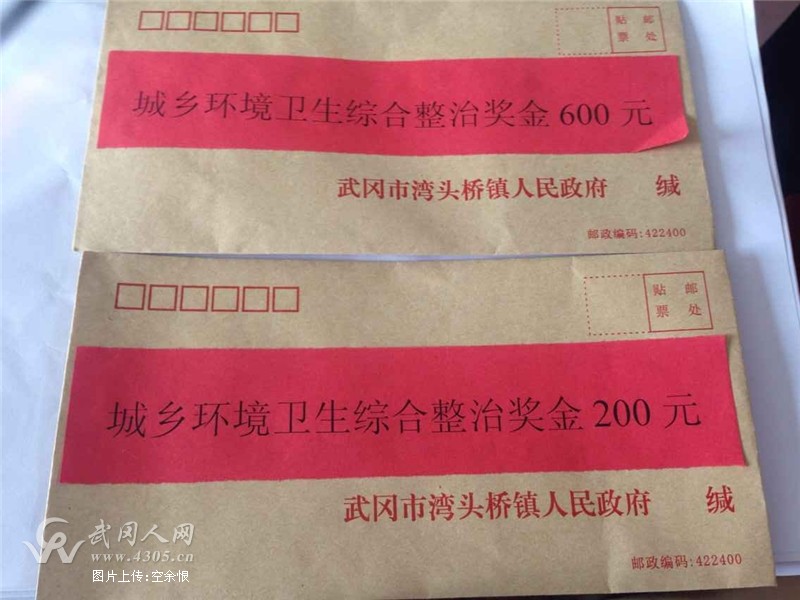 贴 邮
票 处
城乡环境卫生综合整治奖金 600 元
武冈市湾头桥镇人民政府 缄
邮政编码:422400
贴 邮
票 处
城乡环境卫生综合整治奖金 200 元
武冈市湾头桥镇人民政府 缄
邮政编码:422400
武冈人网
www.4305.cn
图片上传:空余恨